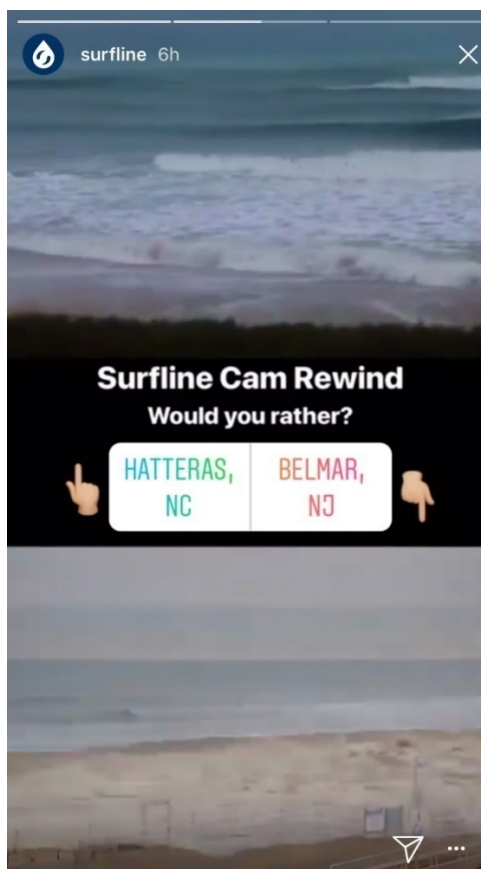 surfline 6h
Surfline Cam Rewind
Would you rather?
HATTERAS,
NC
BELMAR,
NJ